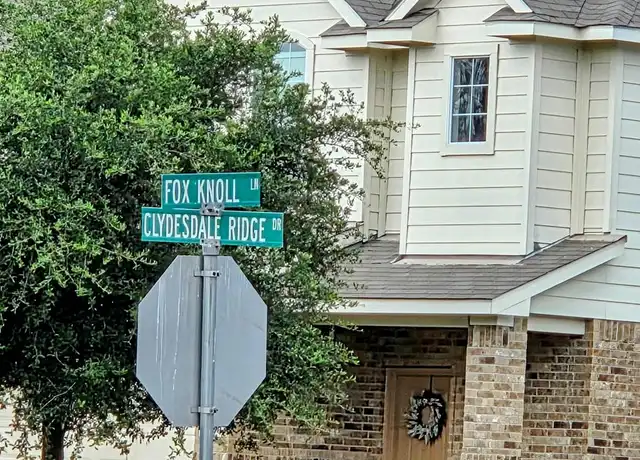 FOX KNOLL LN
CLYDESDALE RIDGE DR